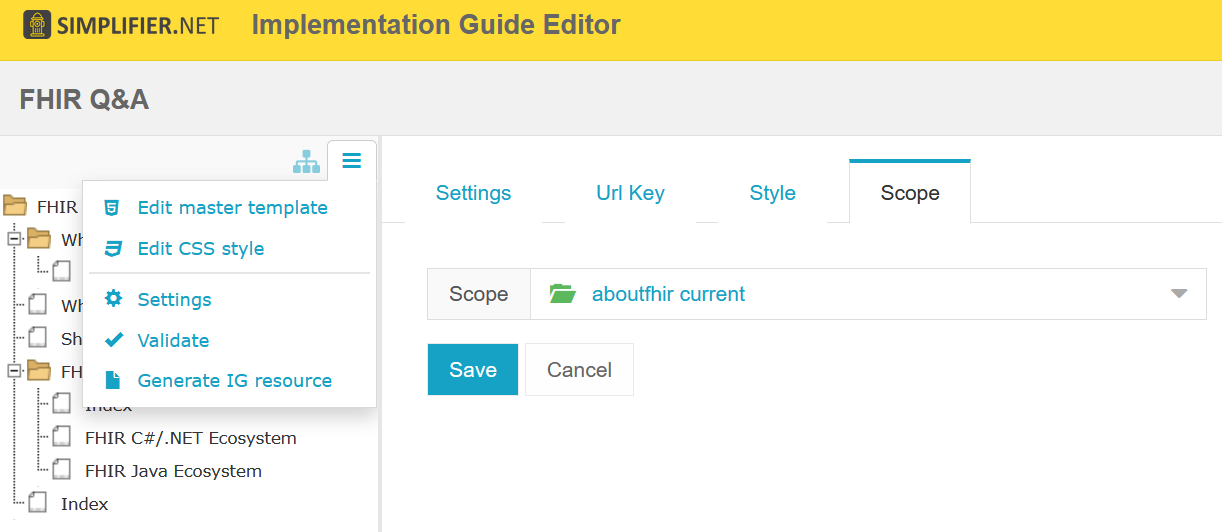 SIMPLIFIER.NET Implementation Guide Editor
FHIR Q&A
Settings Url Key Style Scope
FHIR
Wh
Wh
Sh
FH
Edit master template
Edit CSS style
Settings
Validate
Generate IG resource
Index
FHIR C#/.NET Ecosystem
FHIR Java Ecosystem
Index
Scope aboutfhir current
Save Cancel